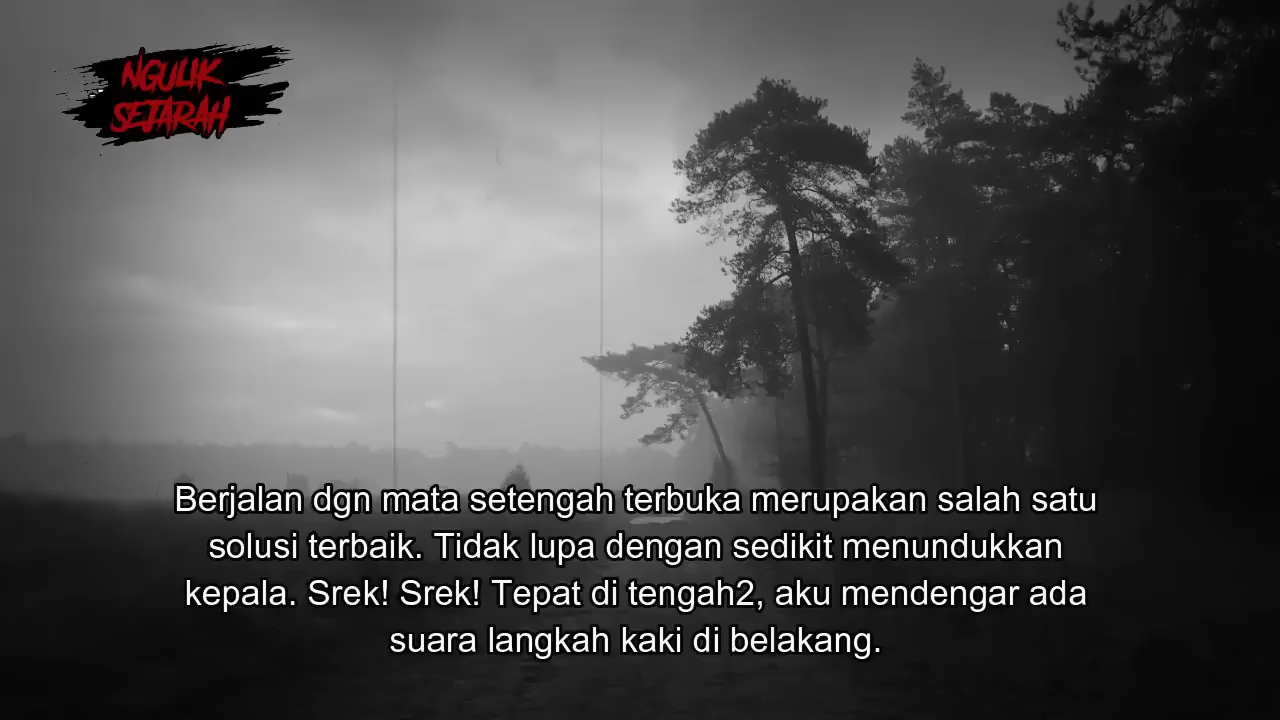 NGULIK
SEJARAH
Berjalan dgn mata setengah terbuka merupakan salah satu
solusi terbaik. Tidak lupa dengan sedikit menundukkan
kepala. Srek! Srek! Tepat di tengah2, aku mendengar ada
suara langkah kaki di belakang.